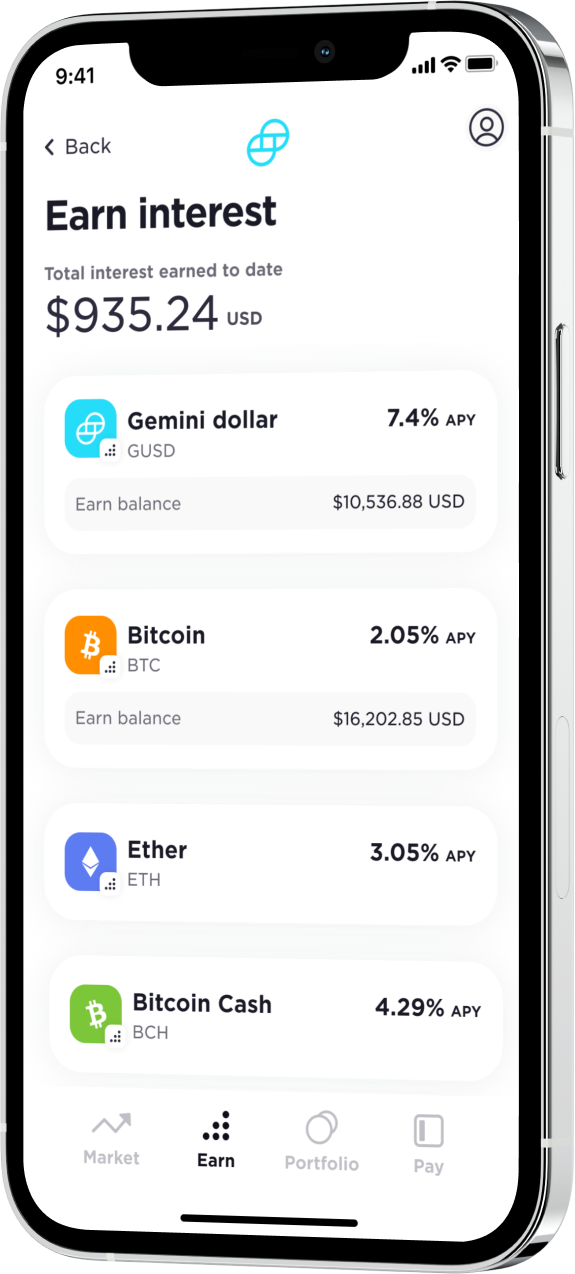 9:41
Back
Earn interest
Total interest earned to date
$935.24 USD
Gemini dollar 7.4% APY
GUSD
Earn balance $10,536.88 USD
Bitcoin 2.05% APY
BTC
Earn balance $16,202.85 USD
Ether 3.05% APY
ETH
Bitcoin Cash 4.29% APY
BCH
Market Earn Portfolio Pay